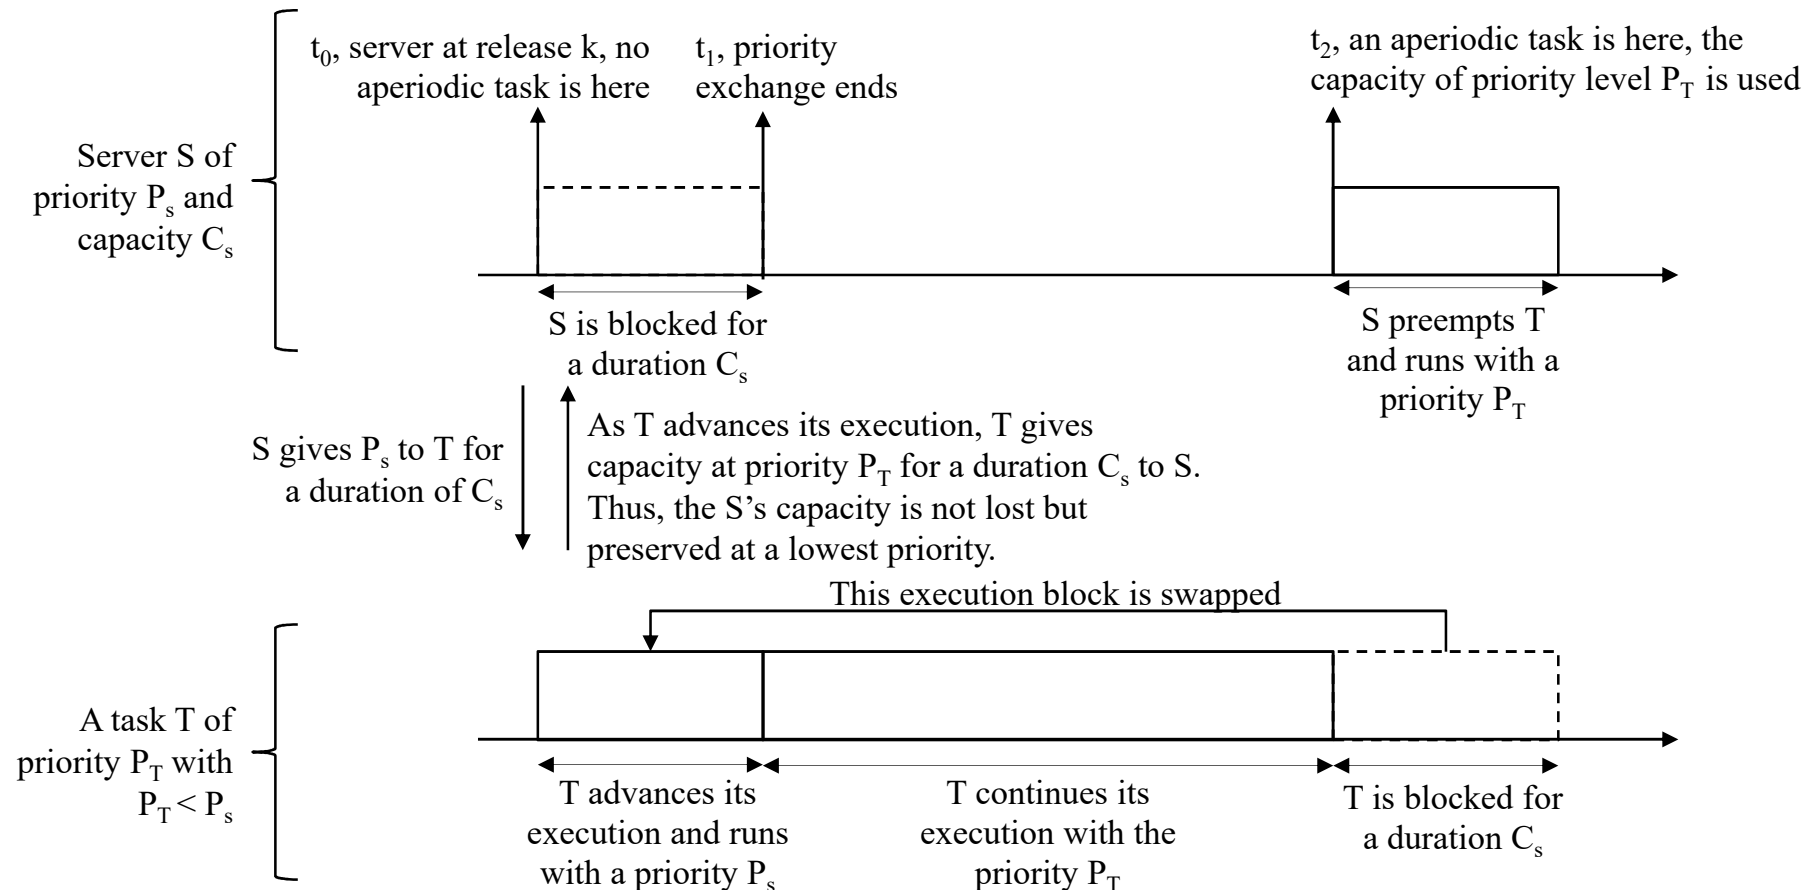 t0, server at release k, no
aperiodic task is here
t1, priority
exchange ends
t2, an aperiodic task is here, the
capacity of priority level PT is used
Server S of
priority Ps and
capacity Cs
S is blocked for
a duration Cs
S preempts T
and runs with a
priority PT
S gives Ps to T for
a duration of Cs
As T advances its execution, T gives
capacity at priority PT for a duration Cs to S.
Thus, the S’s capacity is not lost but
preserved at a lowest priority.
This execution block is swapped
A task T of
priority PT with
PT < Ps
T advances its
execution and runs
with a priority Ps
T continues its
execution with the
priority PT
T is blocked for
a duration Cs